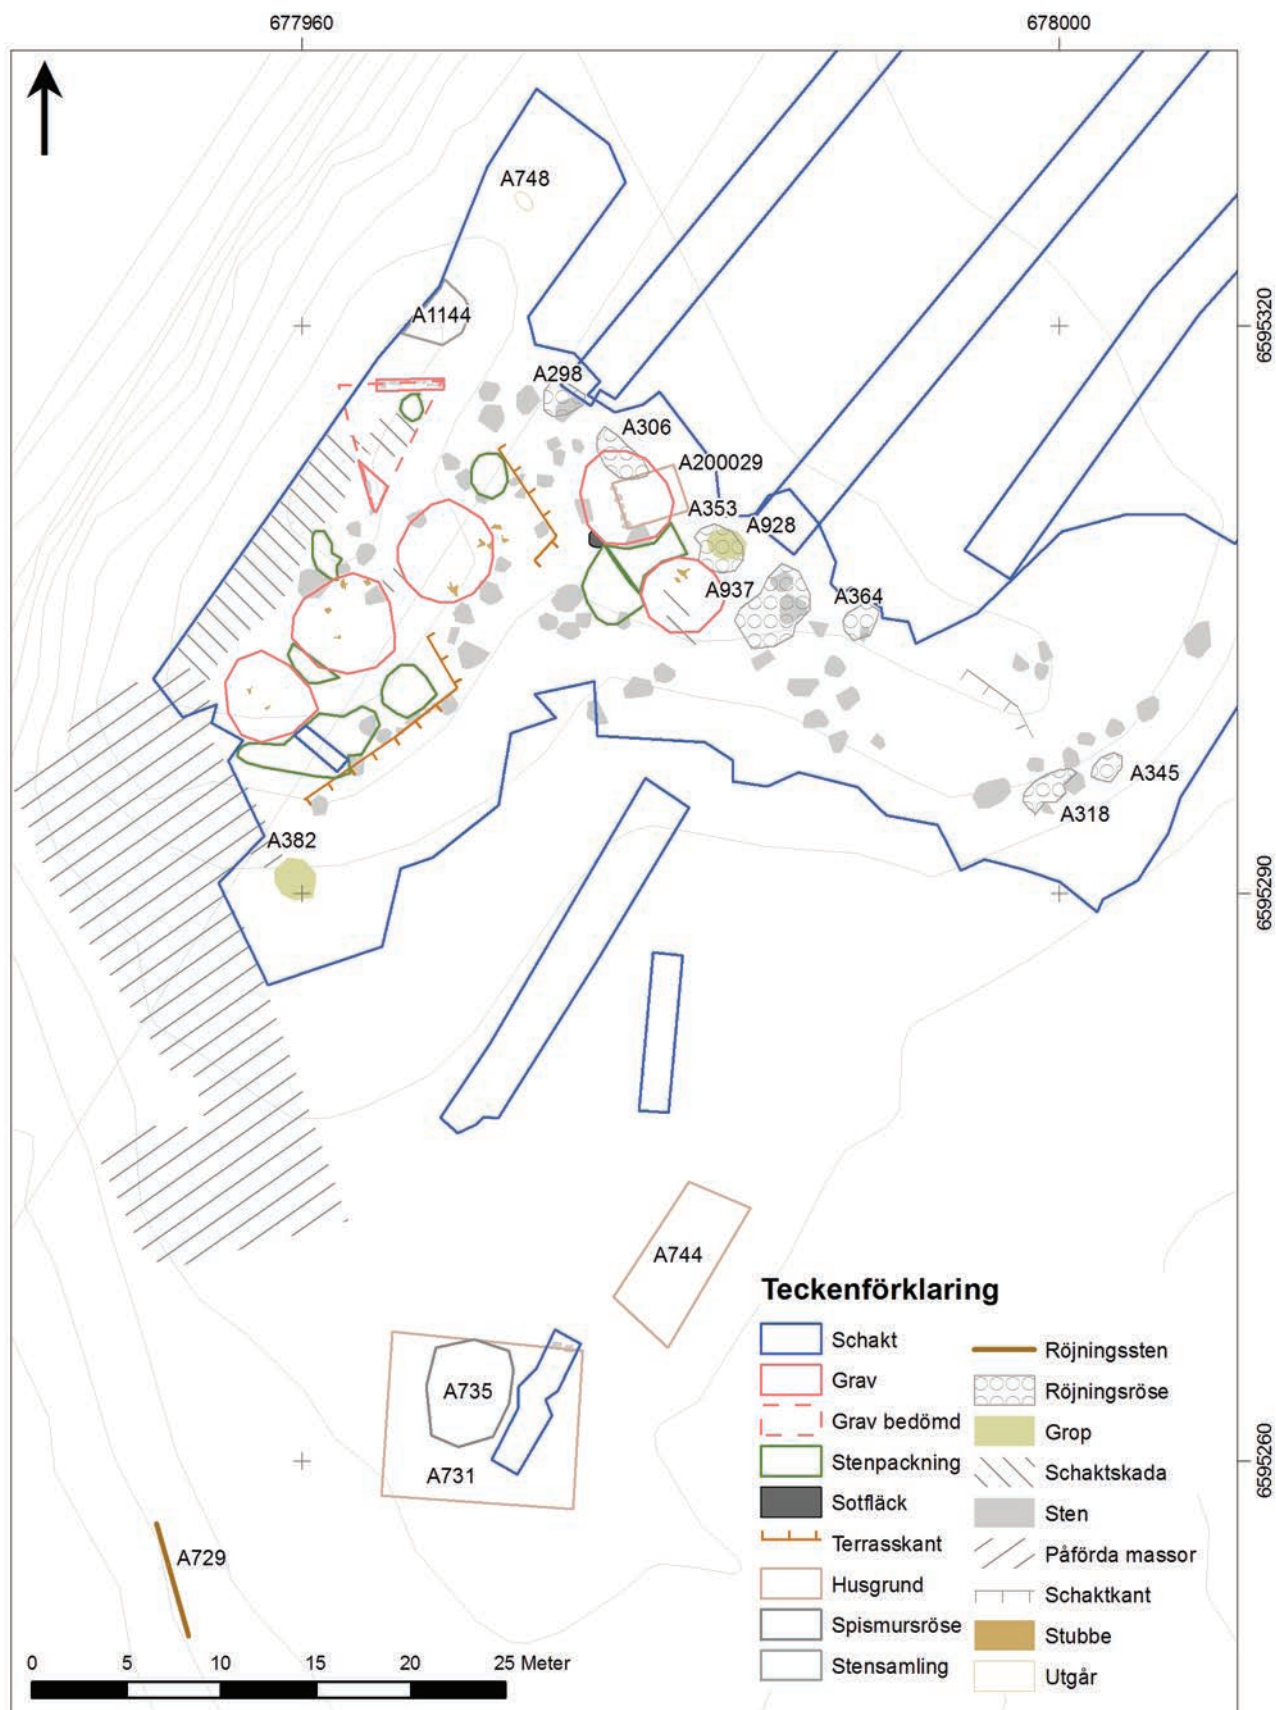 677960
678000
A748
A1144
6595320
A298
A306
A200029
A353
A928
A937
A364
A345
A318
A382
6595290
A744
Teckenförklaring
Schakt
Grav
Grav bedömd
Stenpackning
Sotfläck
Terrasskant
Husgrund
Spismursröse
Stensamling
Röjningssten
Röjningsröse
Grop
Schaktskada
Sten
Påförda massor
Schaktkant
Stubbe
Utgår
A735
A731
6595260
A729
0 5 10 15 20 25 Meter